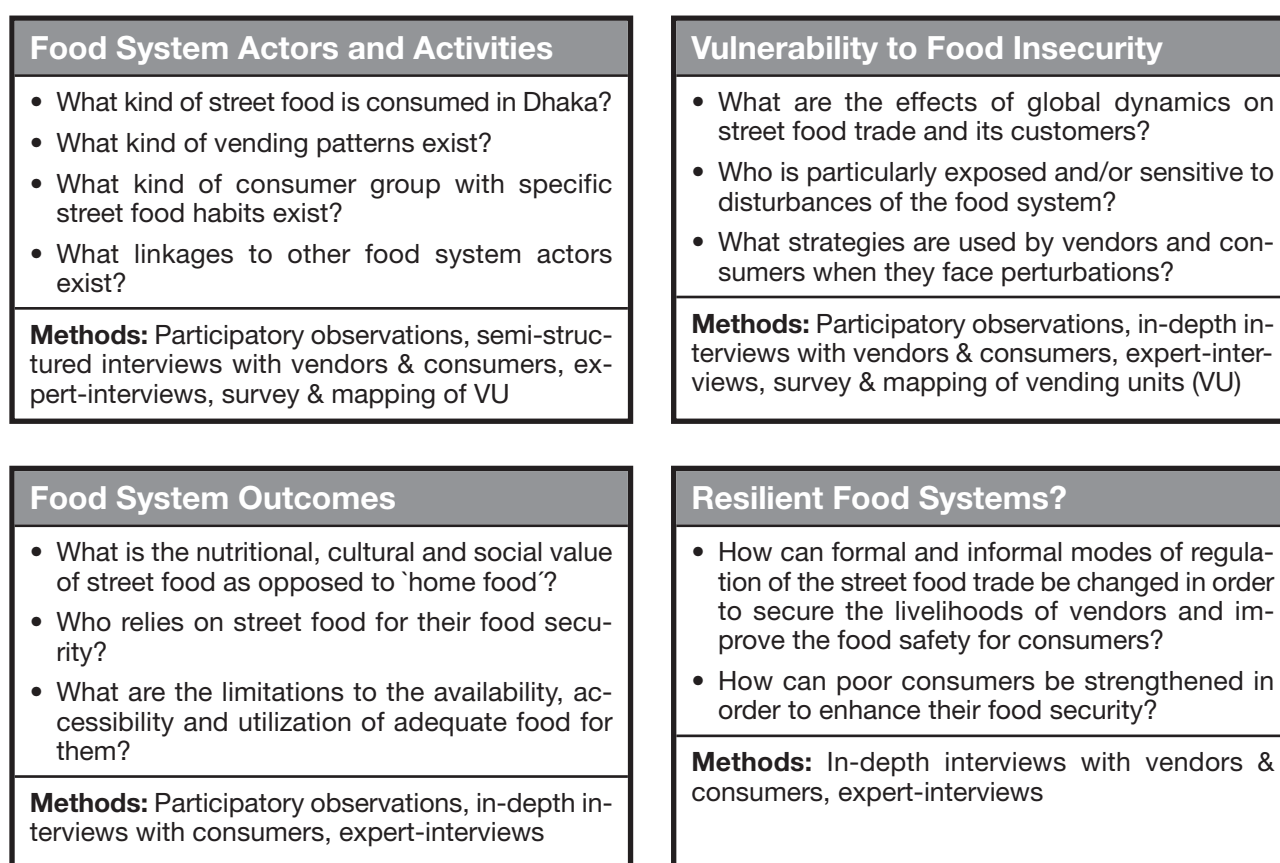 Food System Actors and Activities
• What kind of street food is consumed in Dhaka?
• What kind of vending patterns exist?
• What kind of consumer group with specific
street food habits exist?
• What linkages to other food system actors
exist?
Methods: Participatory observations, semi-struc-
tured interviews with vendors & consumers, ex-
pert-interviews, survey & mapping of VU
Vulnerability to Food Insecurity
• What are the effects of global dynamics on
street food trade and its customers?
• Who is particularly exposed and/or sensitive to
disturbances of the food system?
• What strategies are used by vendors and con-
sumers when they face perturbations?
Methods: Participatory observations, in-depth in-
terviews with vendors & consumers, expert-inter-
views, survey & mapping of vending units (VU)
Food System Outcomes
• What is the nutritional, cultural and social value
of street food as opposed to `home food´?
• Who relies on street food for their food secu-
rity?
• What are the limitations to the availability, ac-
cessibility and utilization of adequate food for
them?
Methods: Participatory observations, in-depth in-
terviews with consumers, expert-interviews
Resilient Food Systems?
• How can formal and informal modes of regula-
tion of the street food trade be changed in order
to secure the livelihoods of vendors and im-
prove the food safety for consumers?
• How can poor consumers be strengthened in
order to enhance their food security?
Methods: In-depth interviews with vendors &
consumers, expert-interviews